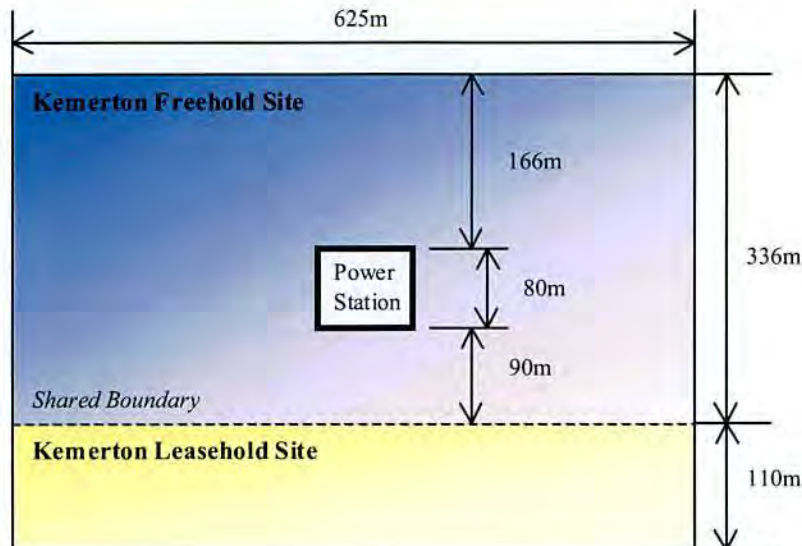 625m
Kemerton Freehold Site
166m
Power
Station
80m
336m
90m
Shared Boundary
Kemerton Leasehold Site
110m